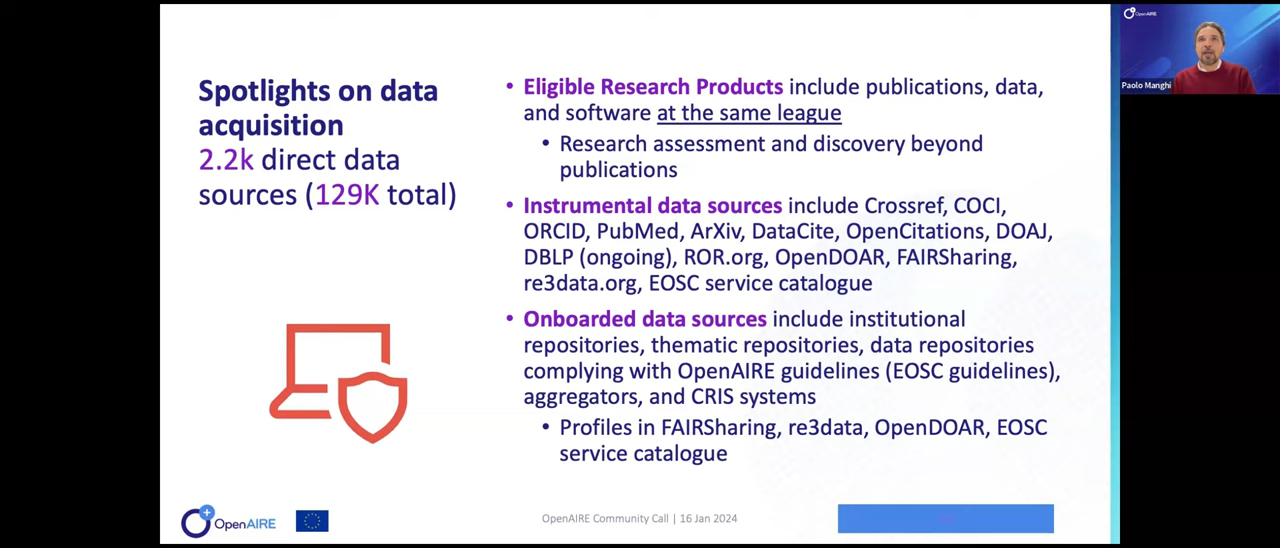 Spotlights on data
acquisition
2.2k direct data
sources (129K total)
• Eligible Research Products include publications, data,
and software at the same league
• Research assessment and discovery beyond
publications
• Instrumental data sources include Crossref, COCI,
ORCID, PubMed, ArXiv, DataCite, OpenCitations, DOAJ,
DBLP (ongoing), ROR.org, OpenDOAR, FAIRSharing,
re3data.org, EOSC service catalogue
• Onboarded data sources include institutional
repositories, thematic repositories, data repositories
complying with OpenAIRE guidelines (EOSC guidelines),
aggregators, and CRIS systems
• Profiles in FAIRSharing, re3data, OpenDOAR, EOSC
service catalogue
OpenAIRE
OpenAIRE Community Call | 16 Jan 2024
OpenAIRE
Paolo Manghi